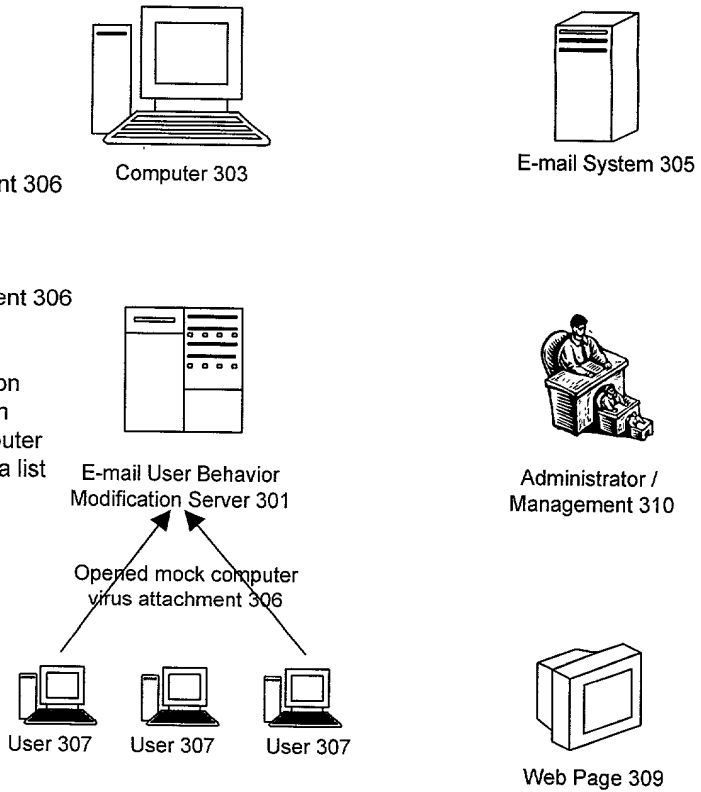 Computer 303
E-mail System 305
nt 306
ent 306
on
n
outer
a list
E-mail User Behavior
Modification Server 301
Administrator /
Management 310
Opened mock computer
virus attachment 306
User 307
User 307
User 307
Web Page 309